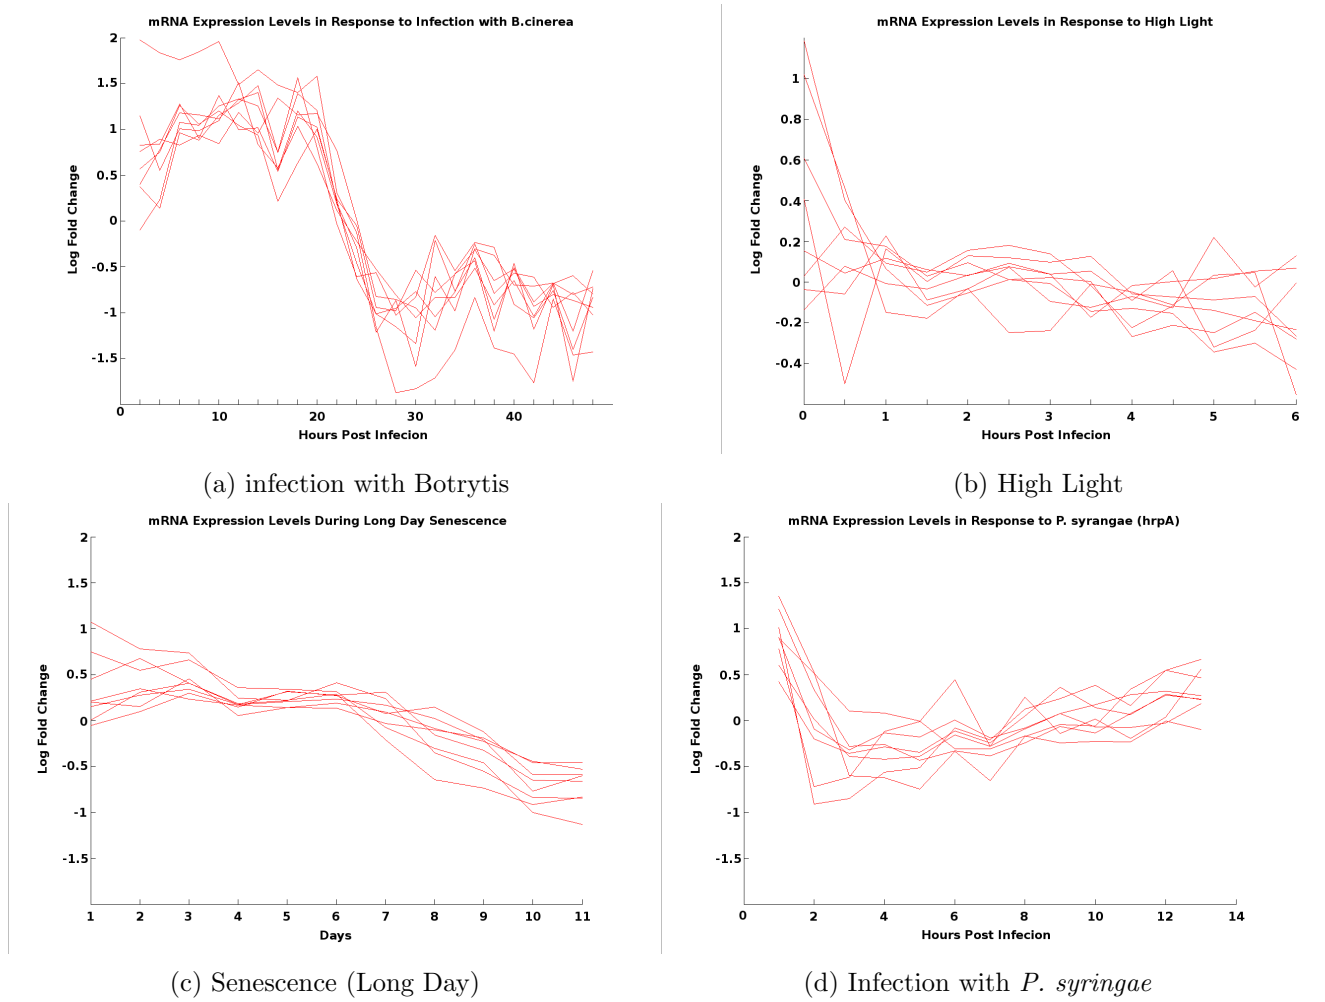 mRNA Expression Levels in Response to Infection with B.cinerea
2
1.5
1
0.5
0
-0.5
-1
-1.5
Log Fold Change
0 10 20 30 40
Hours Post Infecion
(a) infection with Botrytis
mRNA Expression Levels in Response to High Light
1
0.8
0.6
0.4
0.2
0
-0.2
-0.4
Log Fold Change
0 1 2 3 4 5 6
Hours Post Infecion
(b) High Light
mRNA Expression Levels During Long Day Senescence
2
1.5
1
0.5
0
-0.5
-1
-1.5
Log Fold Change
1 2 3 4 5 6 7 8 9 10 11
Days
(c) Senescence (Long Day)
mRNA Expression Levels in Response to P. syrangae (hrpA)
2
1.5
1
0.5
0
-0.5
-1
-1.5
Log Fold Change
0 2 4 6 8 10 12 14
Hours Post Infecion
(d) Infection with P. syringae